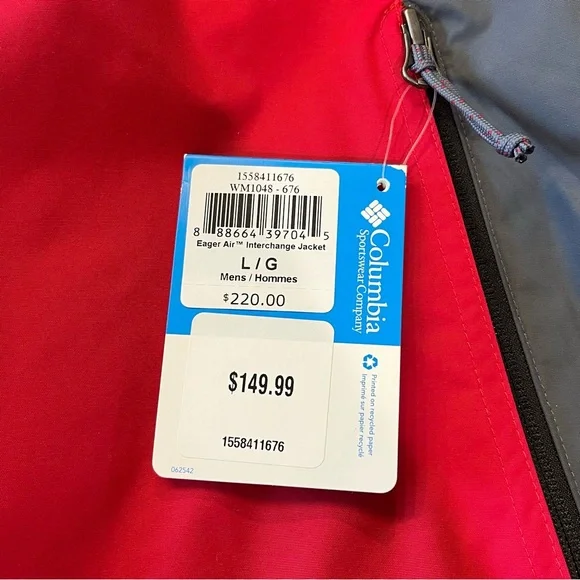 1558411676
WM1048 - 676
8 88664 39704 5
Eager Air™ Interchange Jacket
L / G
Mens / Hommes
$220.00
Columbia
Sportswear Company
$149.99
1558411676
Printed on recycled paper
imprimé sur papier recyclé
062542